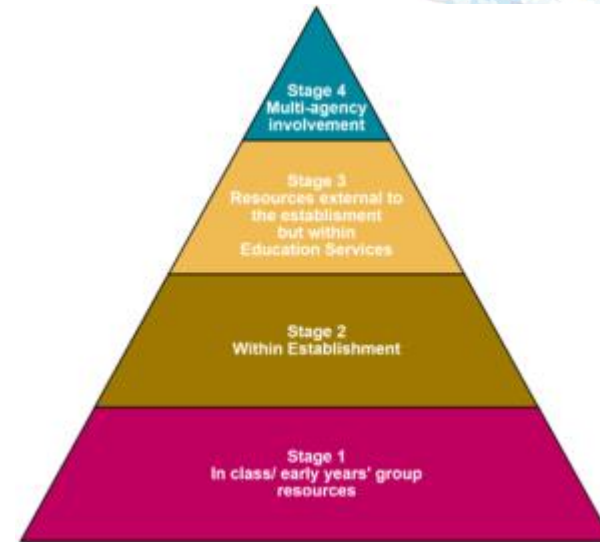 Stage 4
Multi-agency
involvement
Stage 3
Resources external to
the establisment
but within
Education Services
Stage 2
Within Establishment
Stage 1
In class/ early years' group
resources